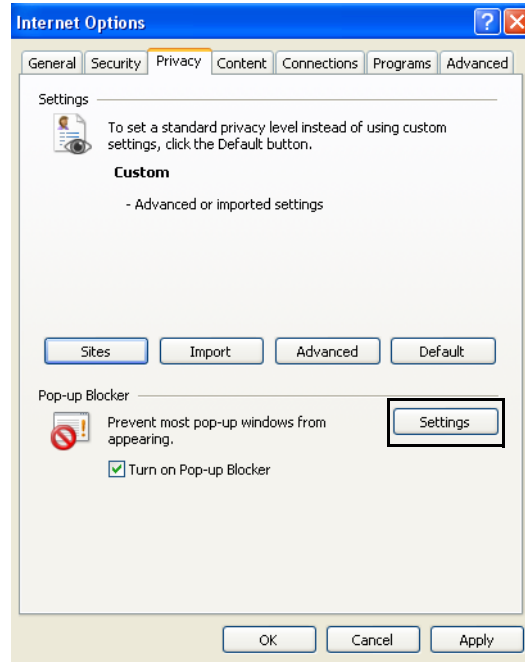 Internet Options
General Security Privacy Content Connections Programs Advanced
Settings
To set a standard privacy level instead of using custom
settings, click the Default button.
Custom
- Advanced or imported settings
Sites Import Advanced Default
Pop-up Blocker
Prevent most pop-up windows from
appearing.
Settings
Turn on Pop-up Blocker
OK Cancel Apply